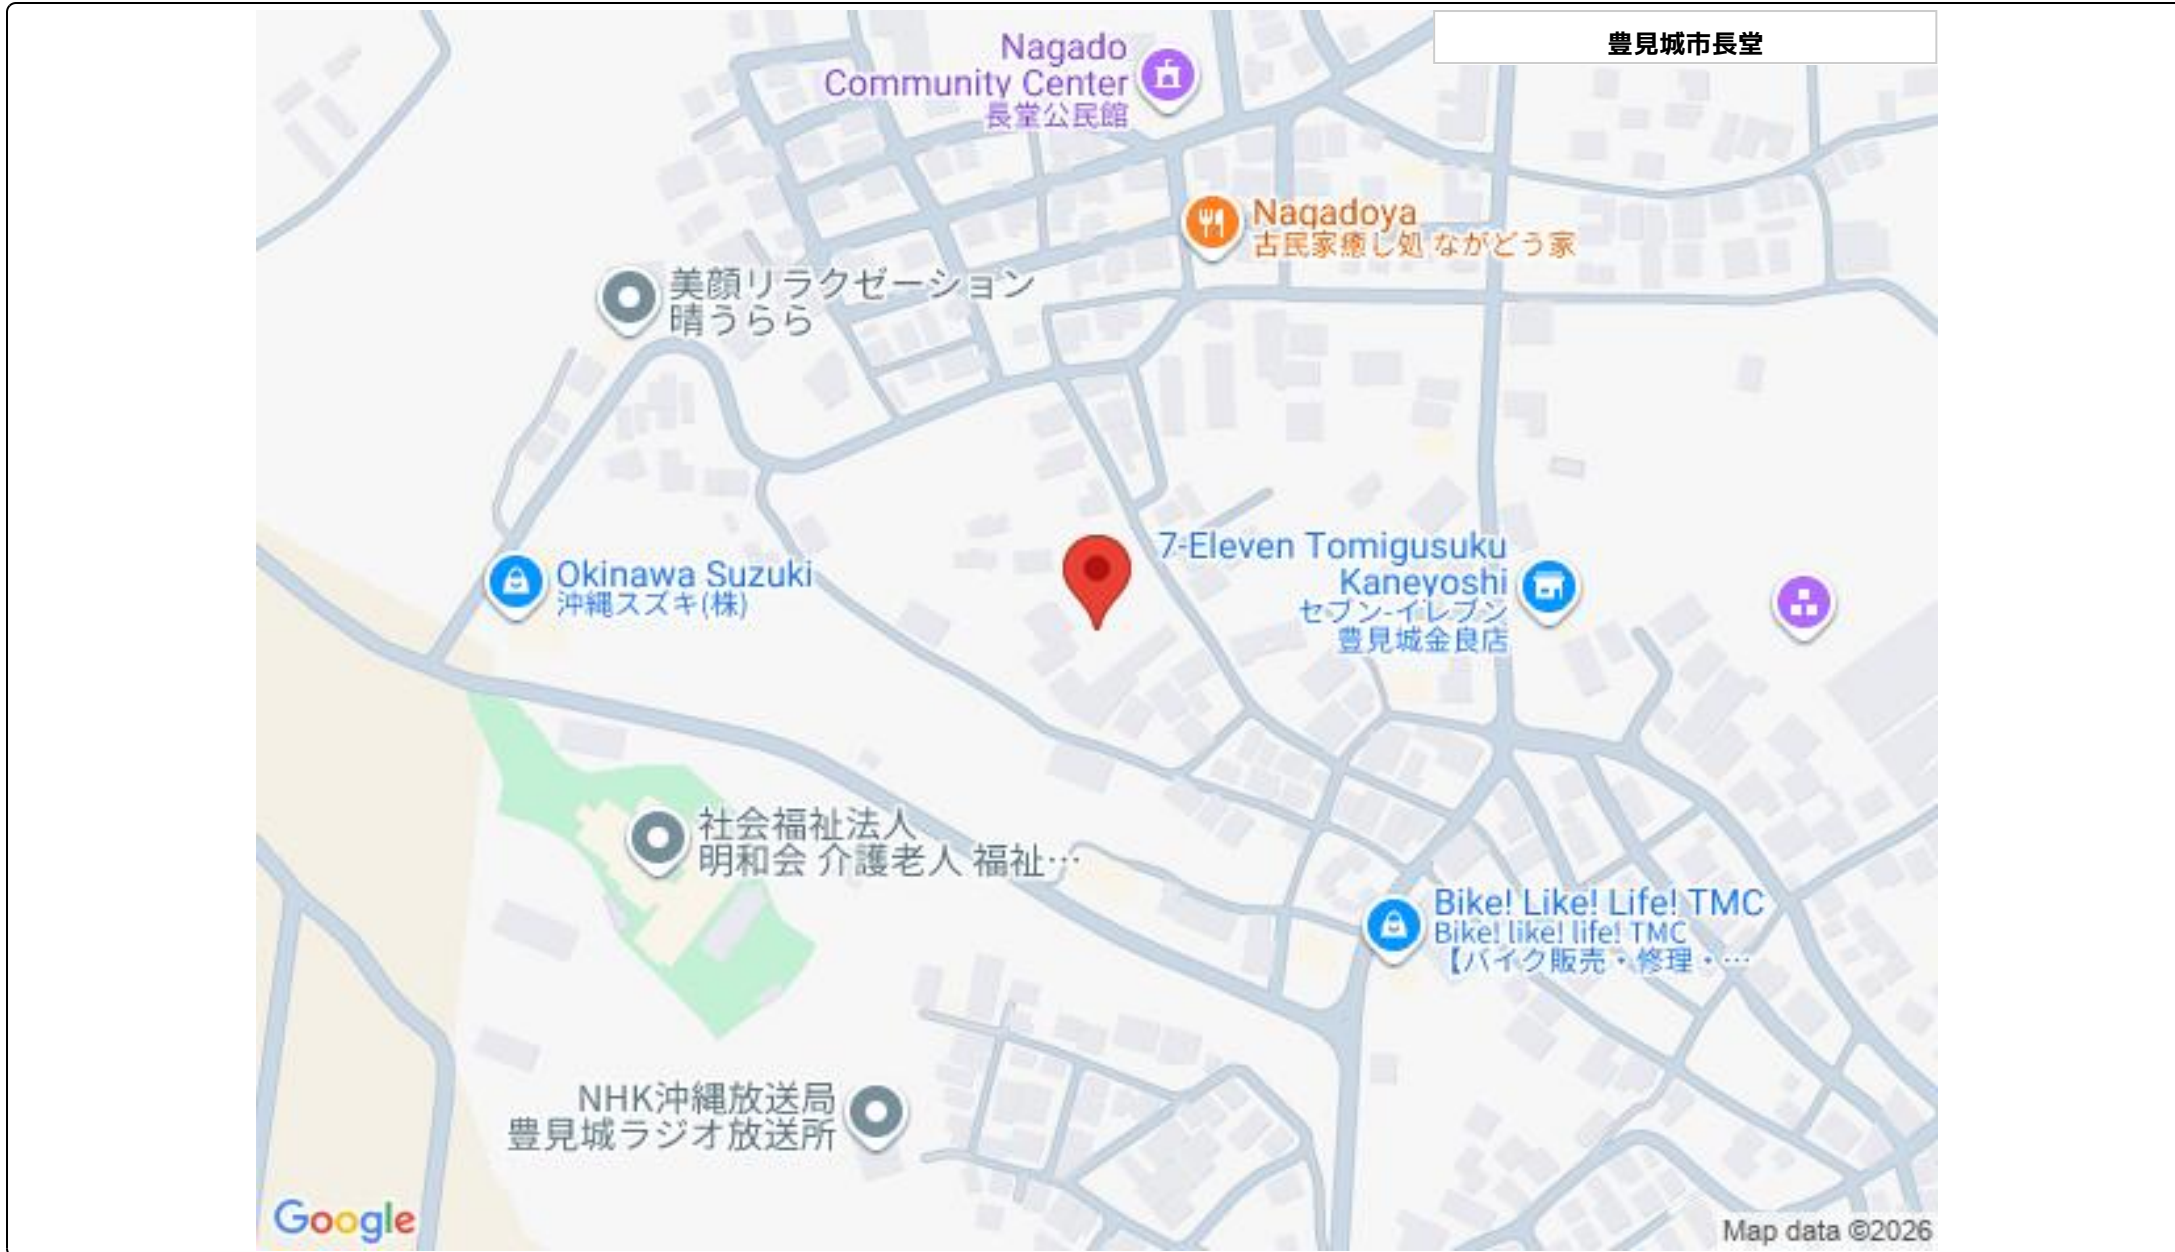 豊見城市長堂
Nagado
Community Center
長堂公民館
Nagadoya
古民家癒し処 ながどう家
美顔リラクゼーション
晴うらら
7-Eleven Tomigusuku
Kaneyoshi
セブン-イレブン
豊見城金良店
Okinawa Suzuki
沖縄スズキ(株)
社会福祉法人
明和会 介護老人 福祉…
Bike! Like! Life! TMC
Bike! like! life! TMC
【バイク販売・修理・…
NHK沖縄放送局
豊見城ラジオ放送所
Google
Map data ©2026